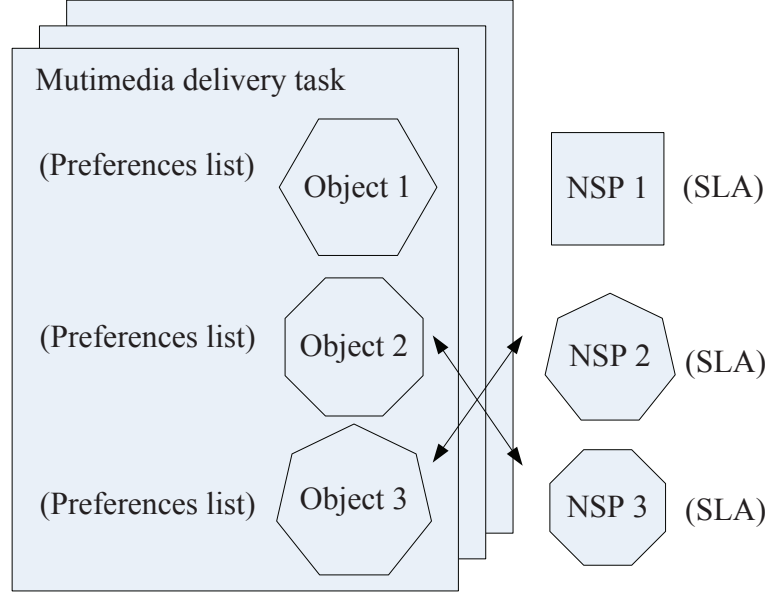 Mutimedia delivery task
(Preferences list)
Object 1
NSP 1
(SLA)
(Preferences list)
Object 2
NSP 2
(SLA)
(Preferences list)
Object 3
NSP 3
(SLA)